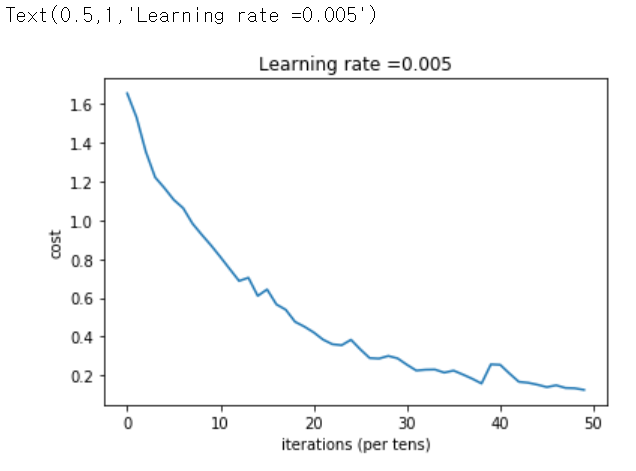 Text(0.5,1,'Learning rate =0.005')
Learning rate =0.005
1.6
1.4
1.2
1.0
0.8
0.6
0.4
0.2
cost
0 10 20 30 40 50
iterations (per tens)